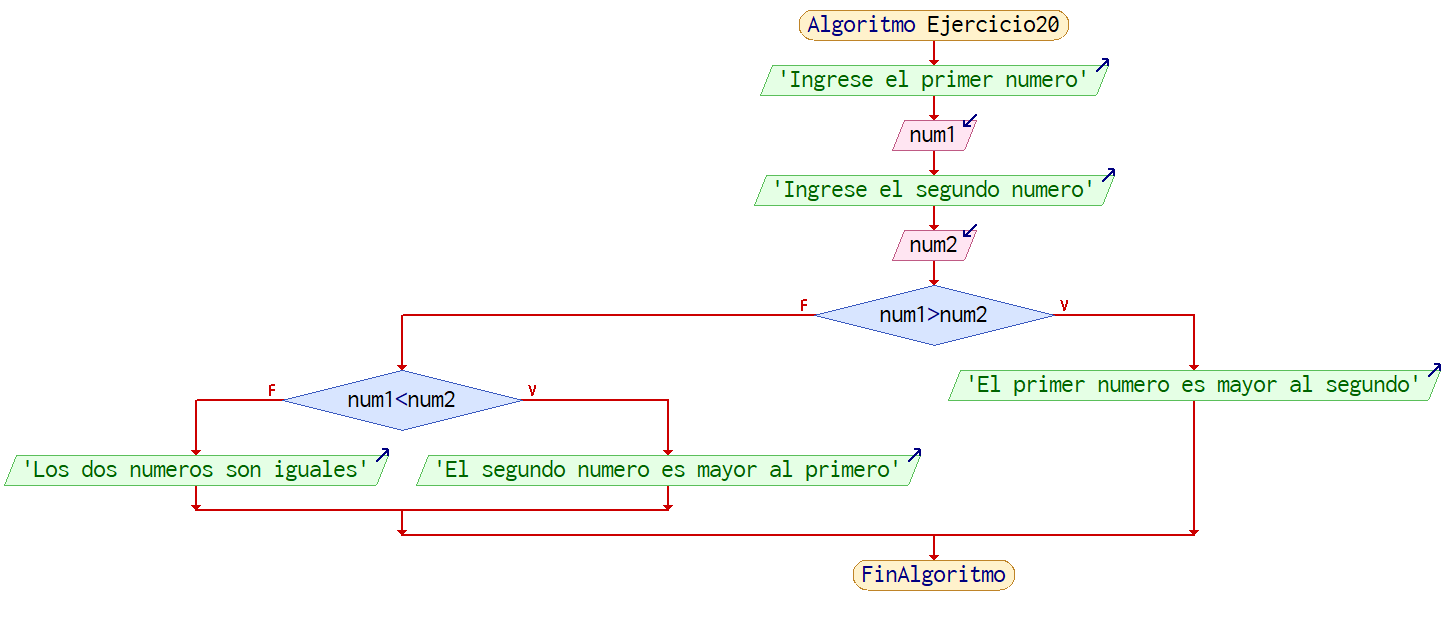 Algoritmo Ejercicio20
'Ingrese el primer numero'
num1
'Ingrese el segundo numero'
num2
num1>num2
F
V
num1<num2
F
V
'El primer numero es mayor al segundo'
'Los dos numeros son iguales'
'El segundo numero es mayor al primero'
FinAlgoritmo